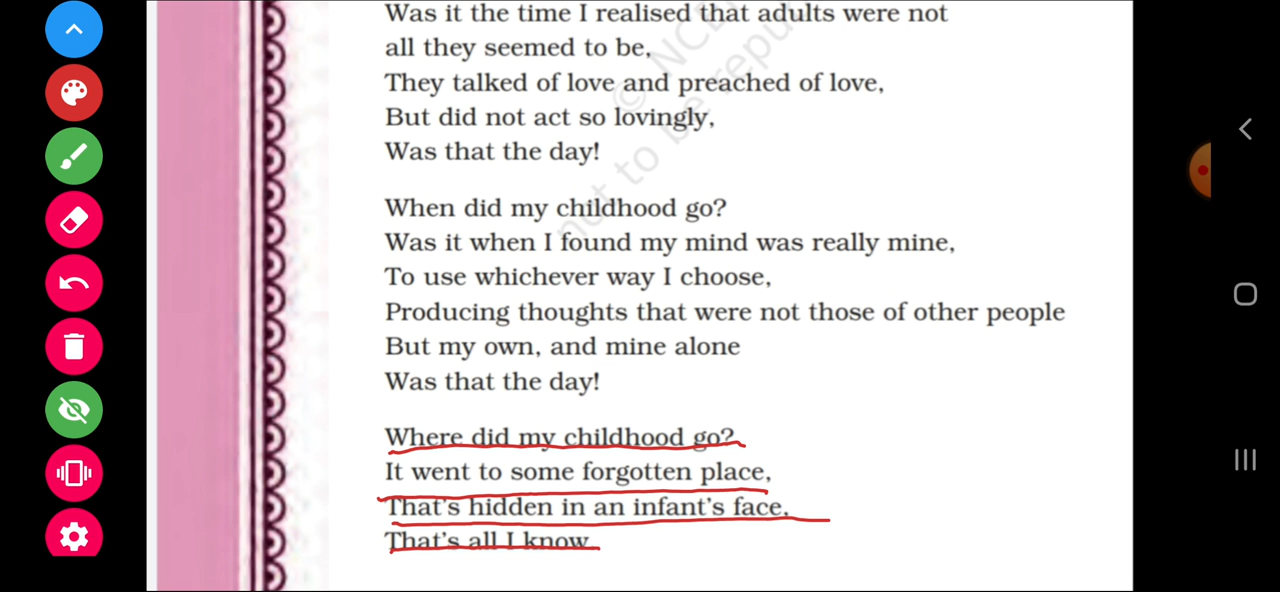 Was it the time I realised that adults were not
all they seemed to be,
They talked of love and preached of love,
But did not act so lovingly,
Was that the day!
When did my childhood go?
Was it when I found my mind was really mine,
To use whichever way I choose,
Producing thoughts that were not those of other people
But my own, and mine alone
Was that the day!
Where did my childhood go?
It went to some forgotten place,
That's hidden in an infant's face,
That's all I know.
not to be repu